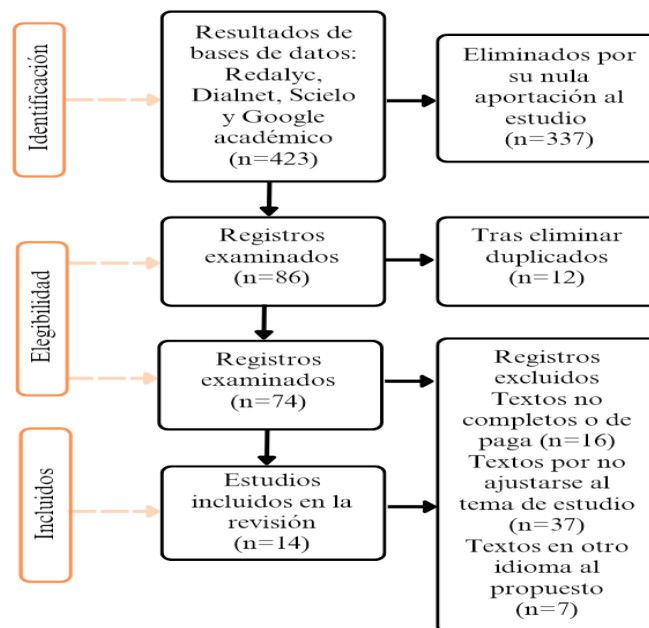 Identificación
Resultados de
bases de datos:
Redalyc,
Dialnet, Scielo
y Google
académico
(n=423)
Eliminados por
su nula
aportación al
estudio
(n=337)
Elegibilidad
Registros
examinados
(n=86)
Tras eliminar
duplicados
(n=12)
Registros
examinados
(n=74)
Registros
excluidos
Textos no
completos o de
paga (n=16)
Textos por no
ajustarse al
tema de estudio
(n=37)
Textos en otro
idioma al
propuesto
(n=7)
Incluidos
Estudios
incluidos en la
revisión
(n=14)